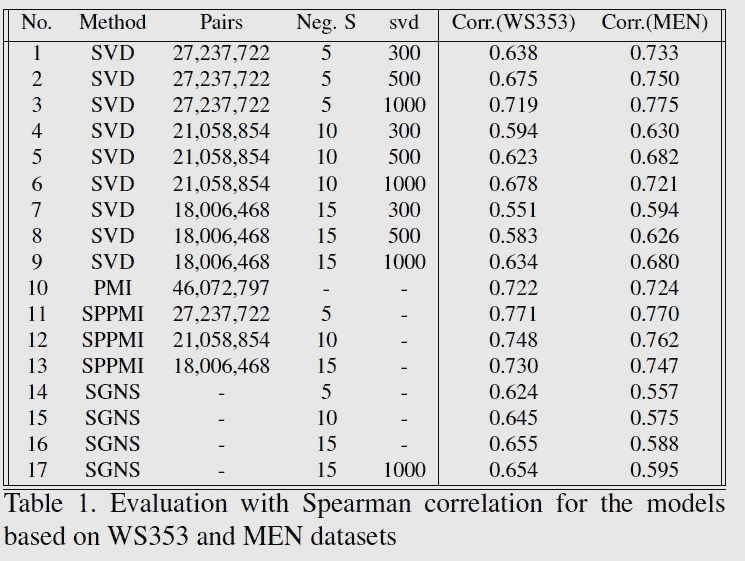 No. Method Pairs Neg. S svd Corr.(WS353) Corr.(MEN)
1 SVD 27,237,722 5 300 0.638 0.733
2 SVD 27,237,722 5 500 0.675 0.750
3 SVD 27,237,722 5 1000 0.719 0.775
4 SVD 21,058,854 10 300 0.594 0.630
5 SVD 21,058,854 10 500 0.623 0.682
6 SVD 21,058,854 10 1000 0.678 0.721
7 SVD 18,006,468 15 300 0.551 0.594
8 SVD 18,006,468 15 500 0.583 0.626
9 SVD 18,006,468 15 1000 0.634 0.680
10 PMI 46,072,797 - - 0.722 0.724
11 SPPMI 27,237,722 5 - 0.771 0.770
12 SPPMI 21,058,854 10 - 0.748 0.762
13 SPPMI 18,006,468 15 - 0.730 0.747
14 SGNS - 5 - 0.624 0.557
15 SGNS - 10 - 0.645 0.575
16 SGNS - 15 - 0.655 0.588
17 SGNS - 15 1000 0.654 0.595
Table 1. Evaluation with Spearman correlation for the models
based on WS353 and MEN datasets